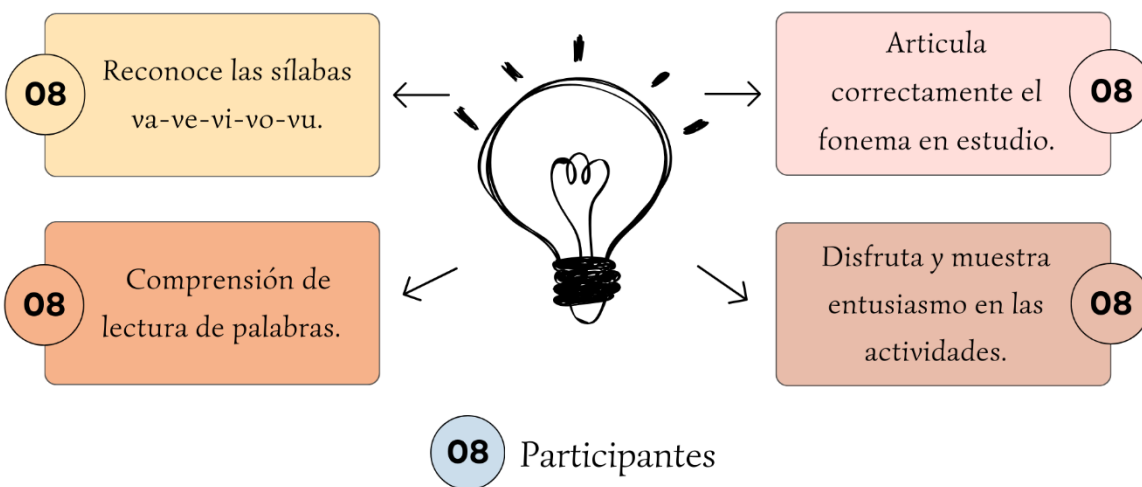 08
Reconoce las sílabas
va-ve-vi-vo-vu.
Articula
correctamente el
fonema en estudio.
08
08
Comprensión de
lectura de palabras.
Disfruta y muestra
entusiasmo en las
actividades.
08
08 Participantes